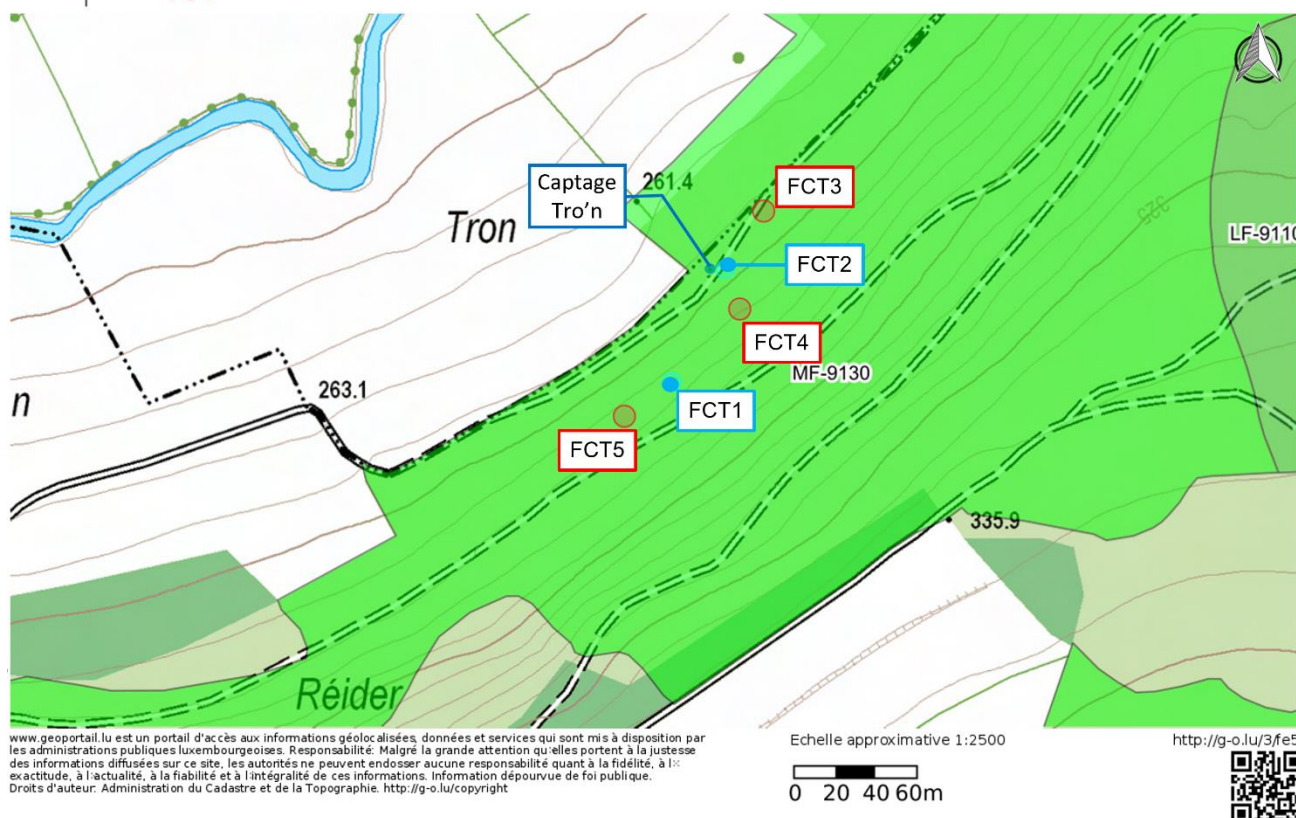 Captage
Tro'n
261.4
FCT3
Tron
FCT2
325
LF-9110
FCT4
MF-9130
263.1
n
FCT1
FCT5
335.9
Réider
www.geoportail.lu est un portail d'accès aux informations géolocalisées, données et services qui sont mis à disposition par
les administrations publiques luxembourgeoises. Responsabilité: Malgré la grande attention qu'elles portent à la justesse
des informations diffusées sur ce site, les autorités ne peuvent endosser aucune responsabilité quant à la fidélité, à l'
exactitude, à l'actualité, à la fiabilité et à l'intégralité de ces informations. Information dépourvue de foi publique.
Droits d'auteur: Administration du Cadastre et de la Topographie. http://g-o.lu/copyright
Echelle approximative 1:2500
http://g-o.lu/3/fe5
0 20 40 60m